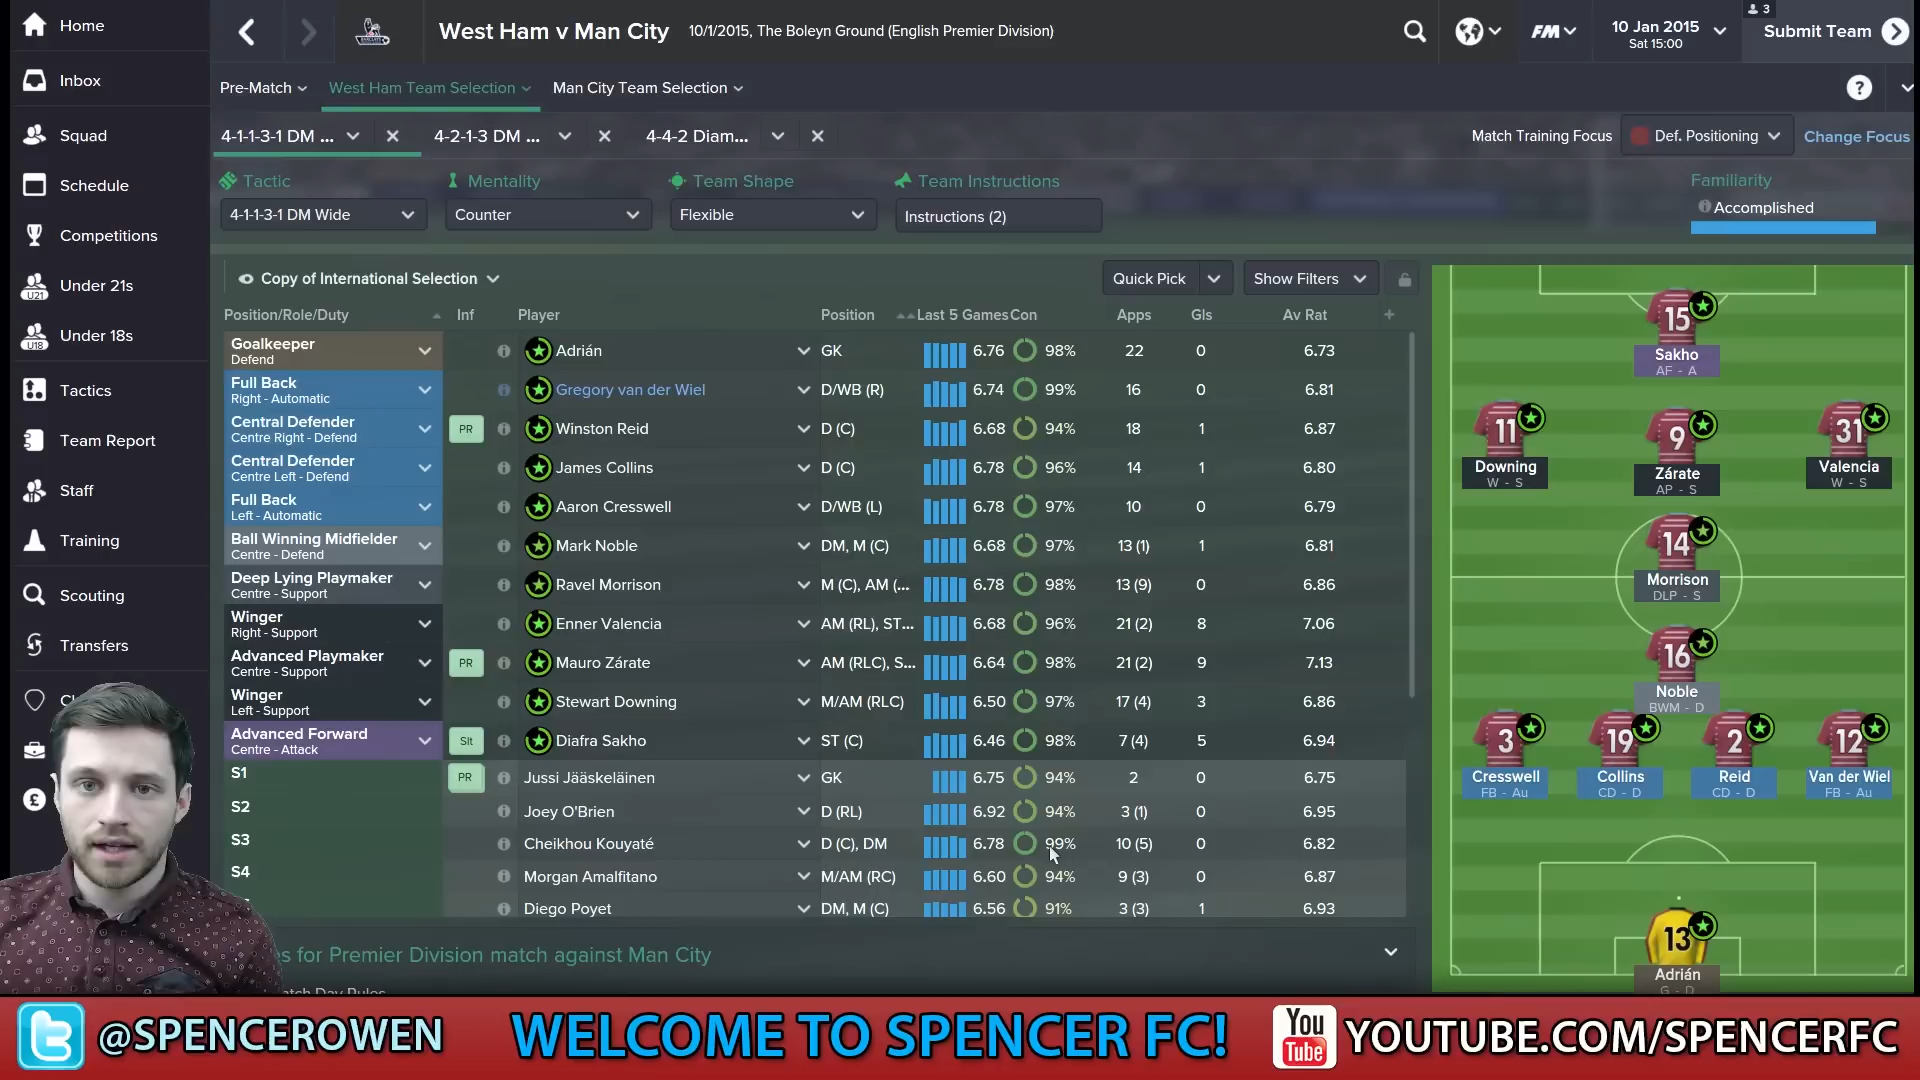 Home
Inbox
Squad
Schedule
Competitions
U21
Under 21s
U18
Under 18s
Tactics
Team Report
Staff
Training
Scouting
Transfers
West Ham v Man City
10/1/2015, The Boleyn Ground (English Premier Division)
FM
10 Jan 2015
Sat 15:00
3
Submit Team
Pre-Match
West Ham Team Selection
Man City Team Selection
?
4-1-1-3-1 DM ...
4-2-1-3 DM ...
4-4-2 Diam...
Match Training Focus
Def. Positioning
Change Focus
Tactic
Mentality
Team Shape
Team Instructions
Familiarity
4-1-1-3-1 DM Wide
Counter
Flexible
Instructions (2)
Accomplished
Copy of International Selection
Quick Pick
Show Filters
Position/Role/Duty Inf Player Position Last 5 Games Con Apps Gls Av Rat +
Goalkeeper
Defend
Adrián GK 6.76 98% 22 0 6.73
Full Back
Right - Automatic
Gregory van der Wiel D/WB (R) 6.74 99% 16 0 6.81
Central Defender
Centre Right - Defend
PR Winston Reid D (C) 6.68 94% 18 1 6.87
Central Defender
Centre Left - Defend
James Collins D (C) 6.78 96% 14 1 6.80
Full Back
Left - Automatic
Aaron Cresswell D/WB (L) 6.78 97% 10 0 6.79
Ball Winning Midfielder
Centre - Defend
Mark Noble DM, M (C) 6.68 97% 13 (1) 1 6.81
Deep Lying Playmaker
Centre - Support
Ravel Morrison M (C), AM (... 6.78 98% 13 (9) 0 6.86
Winger
Right - Support
Enner Valencia AM (RL), ST... 6.68 96% 21 (2) 8 7.06
Advanced Playmaker
Centre - Support
PR Mauro Zárate AM (RLC), S... 6.64 98% 21 (2) 9 7.13
Winger
Left - Support
Stewart Downing M/AM (RLC) 6.50 97% 17 (4) 3 6.86
Advanced Forward
Centre - Attack
Slt Diafra Sakho ST (C) 6.46 98% 7 (4) 5 6.94
S1 PR Jussi Jääskeläinen GK 6.75 94% 2 0 6.75
S2 Joey O'Brien D (RL) 6.92 94% 3 (1) 0 6.95
S3 Cheikhou Kouyaté D (C), DM 6.78 99% 10 (5) 0 6.82
S4 Morgan Amalfitano M/AM (RC) 6.60 94% 9 (3) 0 6.87
Diego Poyet DM, M (C) 6.56 91% 3 (3) 1 6.93
s for Premier Division match against Man City
15
Sakho
AF - A
11
Downing
W - S
9
Zárate
AP - S
31
Valencia
W - S
14
Morrison
DLP - S
16
Noble
BWM - D
3
Cresswell
FB - Au
19
Collins
CD - D
2
Reid
CD - D
12
Van der Wiel
FB - Au
13
Adrián
G - D
@SPENCEROWEN
WELCOME TO SPENCER FC!
You
Tube
YOUTUBE.COM/SPENCERFC